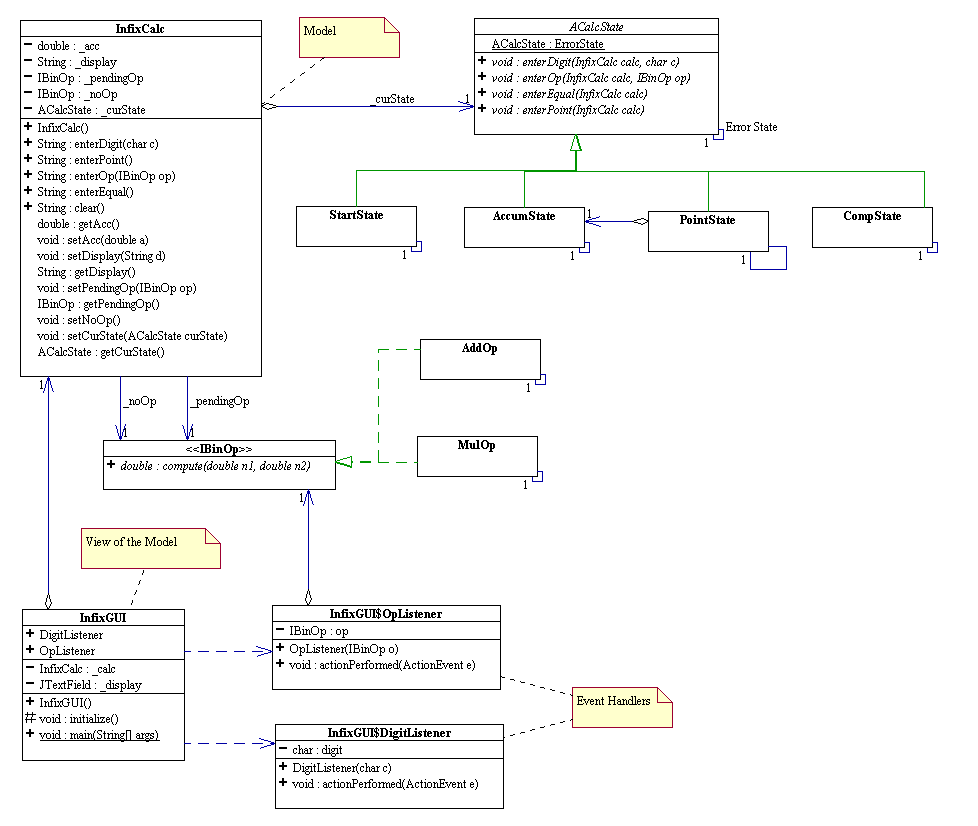 InfixCalc
- double : _acc
- String : _display
- IBinOp : _pendingOp
- IBinOp : _noOp
- ACalcState : _curState
+ InfixCalc()
+ String : enterDigit(char c)
+ String : enterPoint()
+ String : enterOp(IBinOp op)
+ String : enterEqual()
+ String : clear()
double : getAcc()
void : setAcc(double a)
void : setDisplay(String d)
String : getDisplay()
void : setPendingOp(IBinOp op)
IBinOp : getPendingOp()
void : setNoOp()
void : setCurState(ACalcState curState)
ACalcState : getCurState()
Model
_curState
1
ACalcState
ACalcState : ErrorState
+ void : enterDigit(InfixCalc calc, char c)
+ void : enterOp(InfixCalc calc, IBinOp op)
+ void : enterEqual(InfixCalc calc)
+ void : enterPoint(InfixCalc calc)
Error State
1
StartState
1
AccumState
1
1
PointState
1
CompState
1
AddOp
1
MulOp
1
1
_noOp
1
_pendingOp
1
<<IBinOp>>
+ double : compute(double n1, double n2)
1
View of the Model
InfixGUI
+ DigitListener
+ OpListener
- InfixCalc : _calc
- JTextField : _display
+ InfixGUI()
# void : initialize()
+ void : main(String[] args)
InfixGUI$OpListener
- IBinOp : op
+ OpListener(IBinOp o)
+ void : actionPerformed(ActionEvent e)
Event Handlers
InfixGUI$DigitListener
- char : digit
+ DigitListener(char c)
+ void : actionPerformed(ActionEvent e)